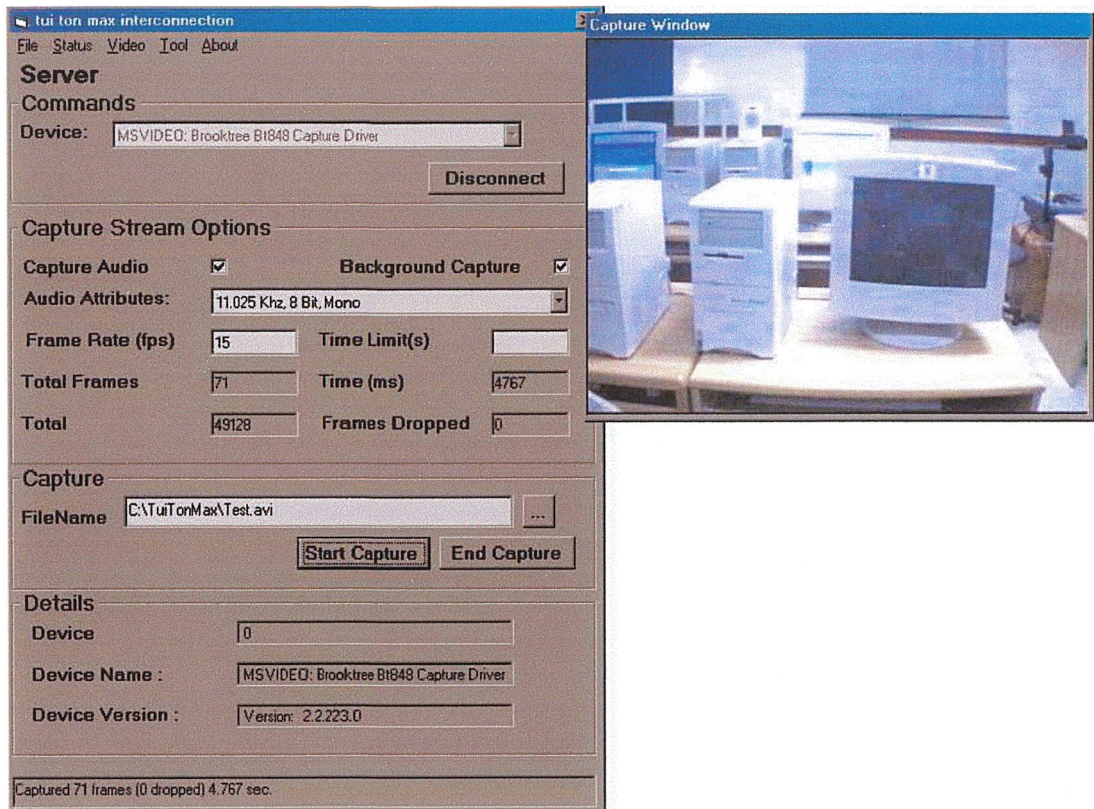 tui ton max interconnection
File Status Video Tool About
Server
Commands
Device: MSVIDEO: Brooktree Bt848 Capture Driver
Disconnect
Capture Stream Options
Capture Audio Background Capture
Audio Attributes: 11.025 Khz, 8 Bit, Mono
Frame Rate (fps) 15 Time Limit(s)
Total Frames 71 Time (ms) 4767
Total 49128 Frames Dropped 0
Capture
FileName C:\TuiTonMax\Test.avi ...
Start Capture End Capture
Details
Device 0
Device Name : MSVIDEO: Brooktree Bt848 Capture Driver
Device Version : Version: 2.2.223.0
Captured 71 frames (0 dropped) 4.767 sec.
Capture Window